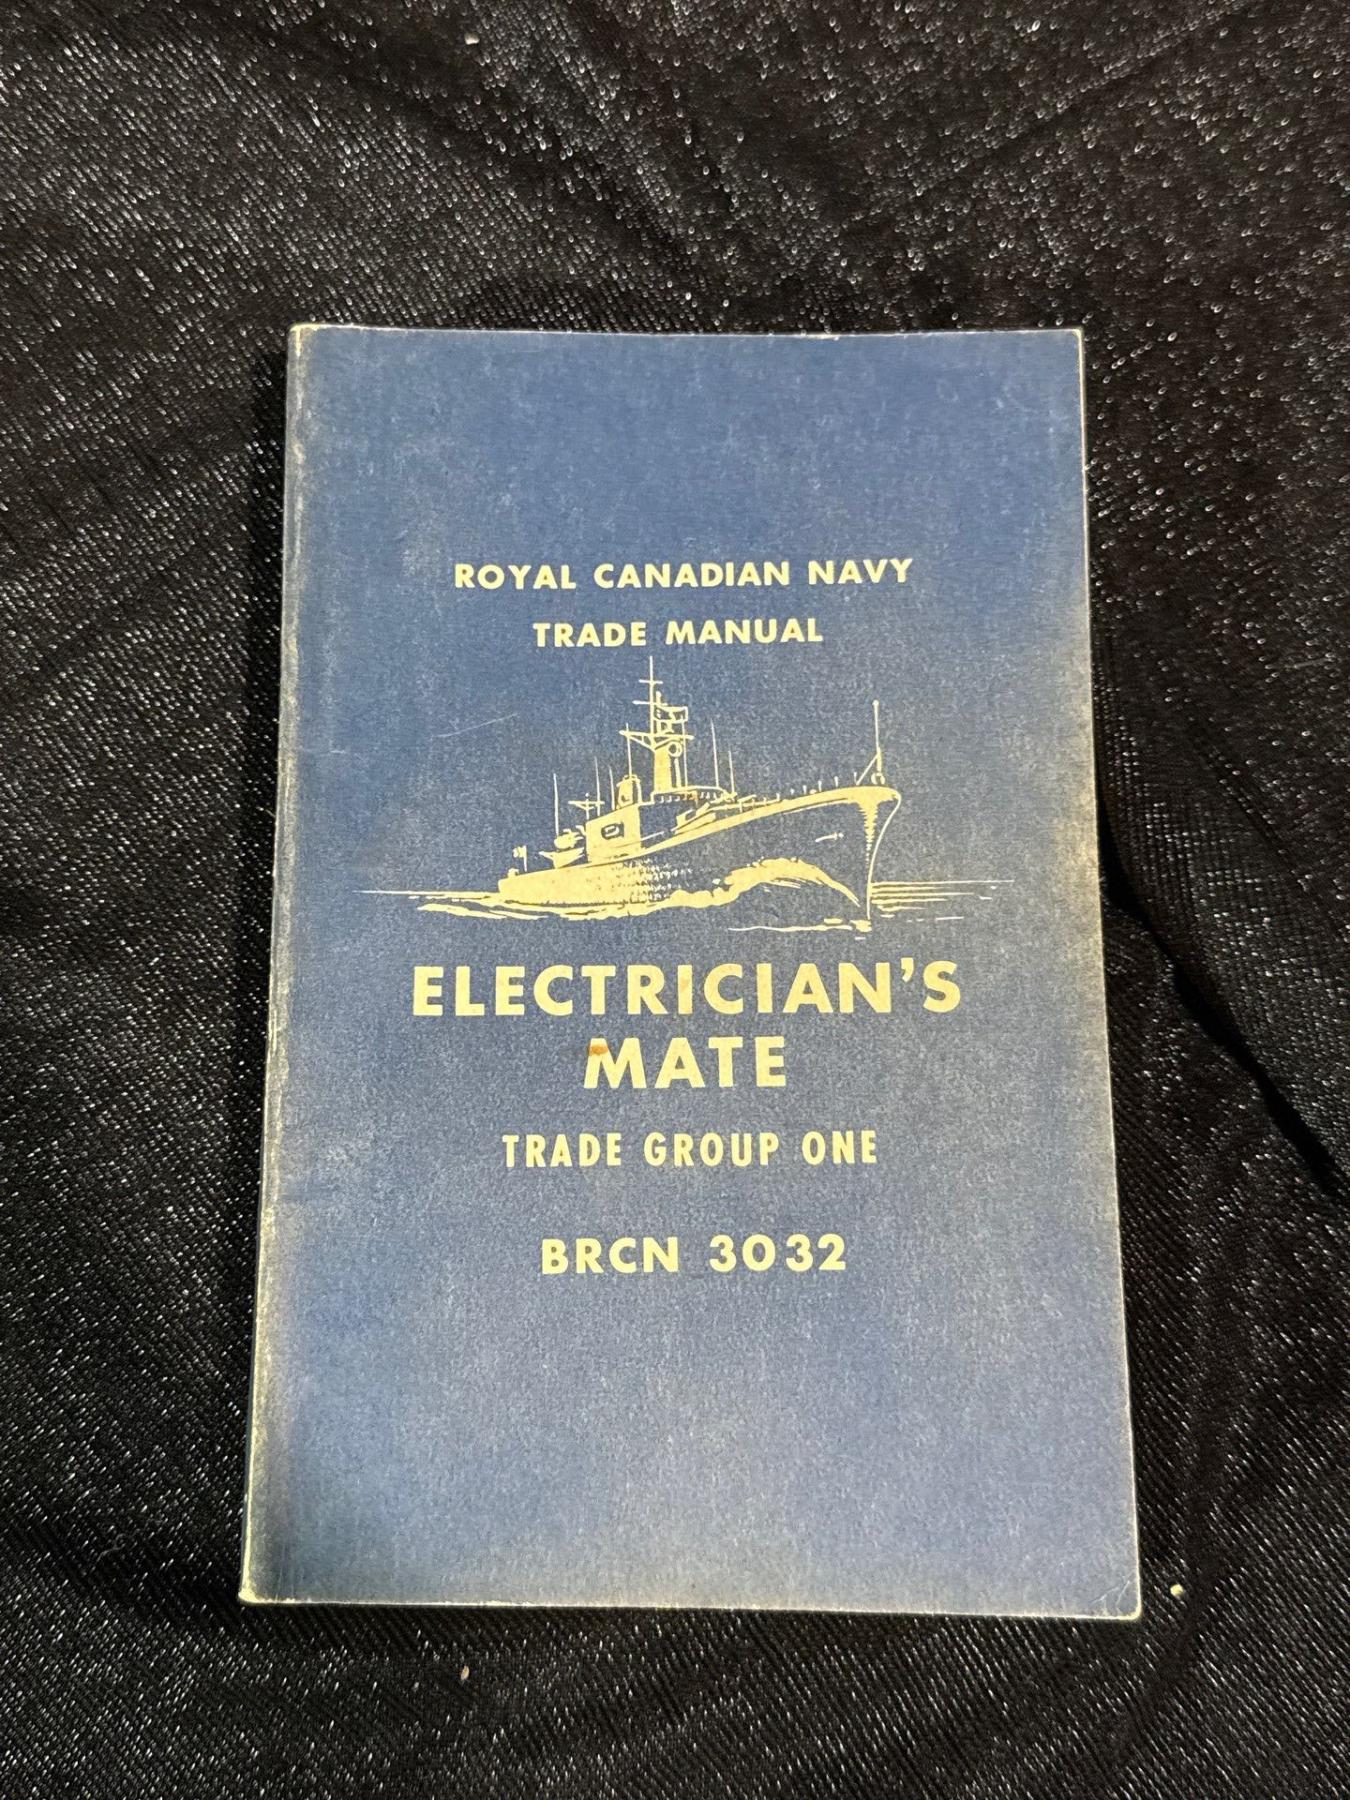 ROYAL CANADIAN NAVY
TRADE MANUAL
ELECTRICIAN'S
MATE
TRADE GROUP ONE
BRCN 3032